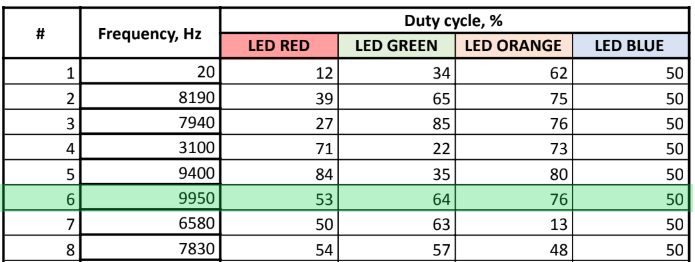 # Frequency, Hz Duty cycle, %
LED RED LED GREEN LED ORANGE LED BLUE
1 20 12 34 62 50
2 8190 39 65 75 50
3 7940 27 85 76 50
4 3100 71 22 73 50
5 9400 84 35 80 50
6 9950 53 64 76 50
7 6580 50 63 13 50
8 7830 54 57 48 50